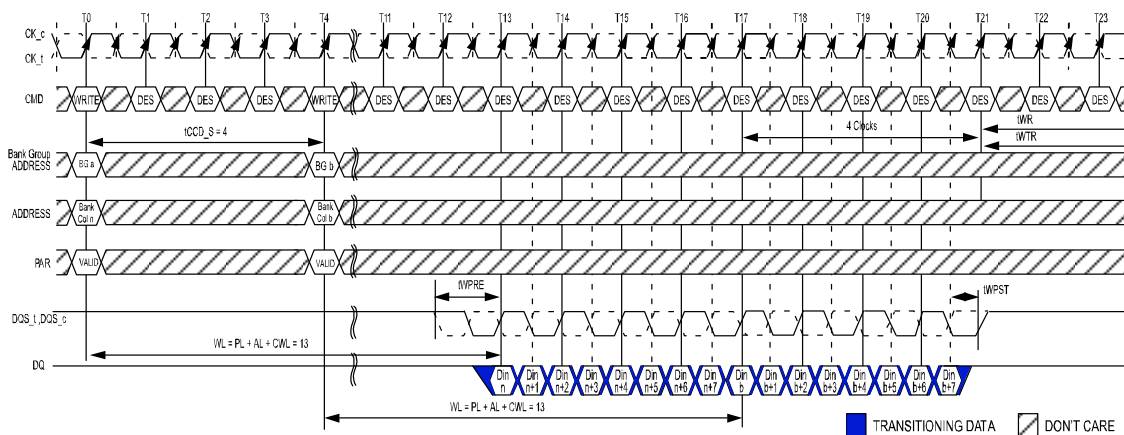 T0 T1 T2 T3 T4 T11 T12 T13 T14 T15 T16 T17 T18 T19 T20 T21 T22 T23
CK_c
CK_t
CMD WRITE DES DES DES WRITE DES DES DES DES DES DES DES DES DES DES DES DES DES
tCCD_S = 4 4 Clocks tWR
tWTR
Bank Group
ADDRESS BG a BG b
ADDRESS Bank Col n Bank Col b
PAR VALID VALID
tWPRE tWPST
DQS_t ,DQS_c
WL = PL + AL + CWL = 13
DQ Din n Din n+1 Din n+2 Din n+3 Din n+4 Din n+5 Din n+6 Din n+7 Din b Din b+1 Din b+2 Din b+3 Din b+4 Din b+5 Din b+6 Din b+7
WL = PL + AL + CWL = 13
TRANSITIONING DATA DON'T CARE